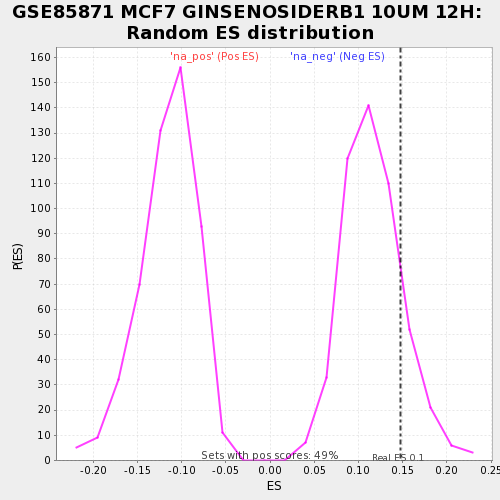 GSE85871 MCF7 GINSENOSIDERB1 10UM 12H:
Random ES distribution
'na_pos' (Pos ES) 'na_neg' (Neg ES)
160
150
140
130
120
110
100
90
80
70
60
50
40
30
20
10
0
P(ES)
Sets with pos scores: 49%
Real ES 0.1
-0.20 -0.15 -0.10 -0.05 0.00 0.05 0.10 0.15 0.20 0.25
ES